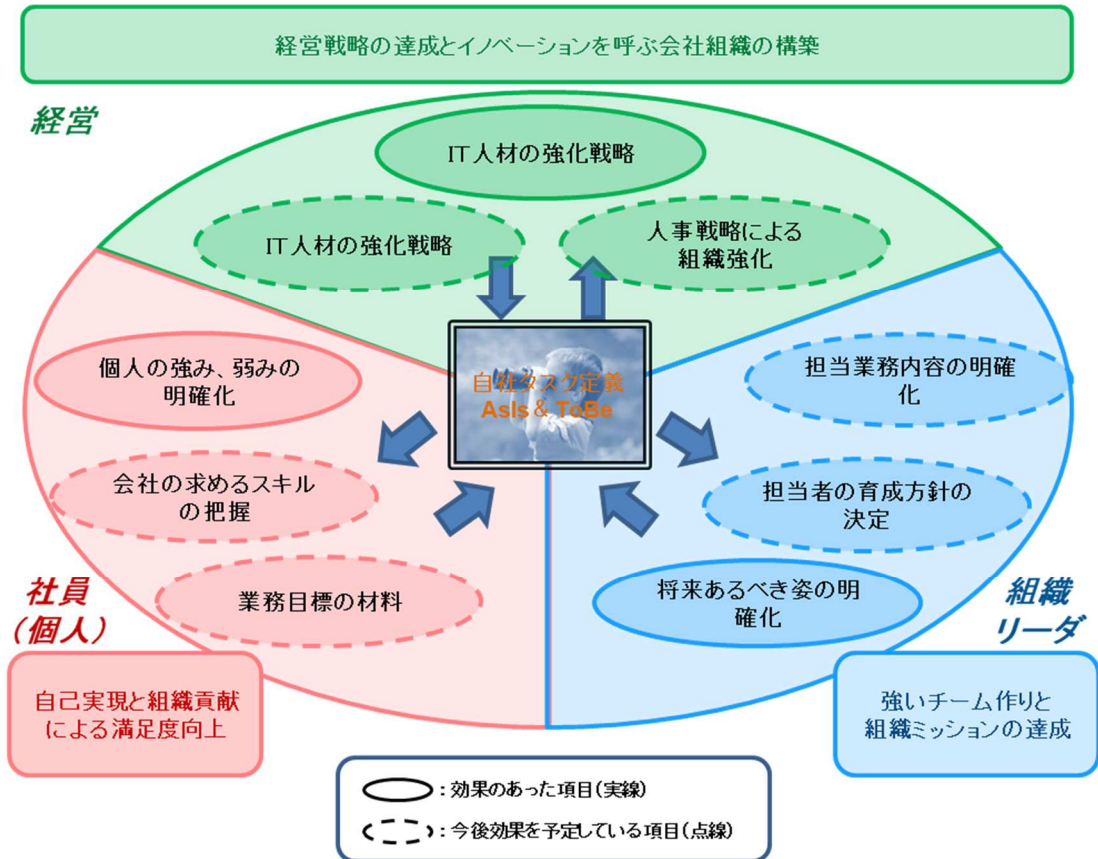 経営戦略の達成とイノベーションを呼ぶ会社組織の構築
経営
IT人材の強化戦略
IT人材の強化戦略
人事戦略による
組織強化
個人の強み、弱みの
明確化
会社の求めるスキル
の把握
業務目標の材料
自社タスク定義
AsIs & ToBe
担当業務内容の明確
化
担当者の育成方針の
決定
将来あるべき姿の明
確化
社員
（個人）
自己実現と組織貢献
による満足度向上
組織
リーダ
強いチーム作りと
組織ミッションの達成
：効果のあった項目(実線)
：今後効果を予定している項目(点線)